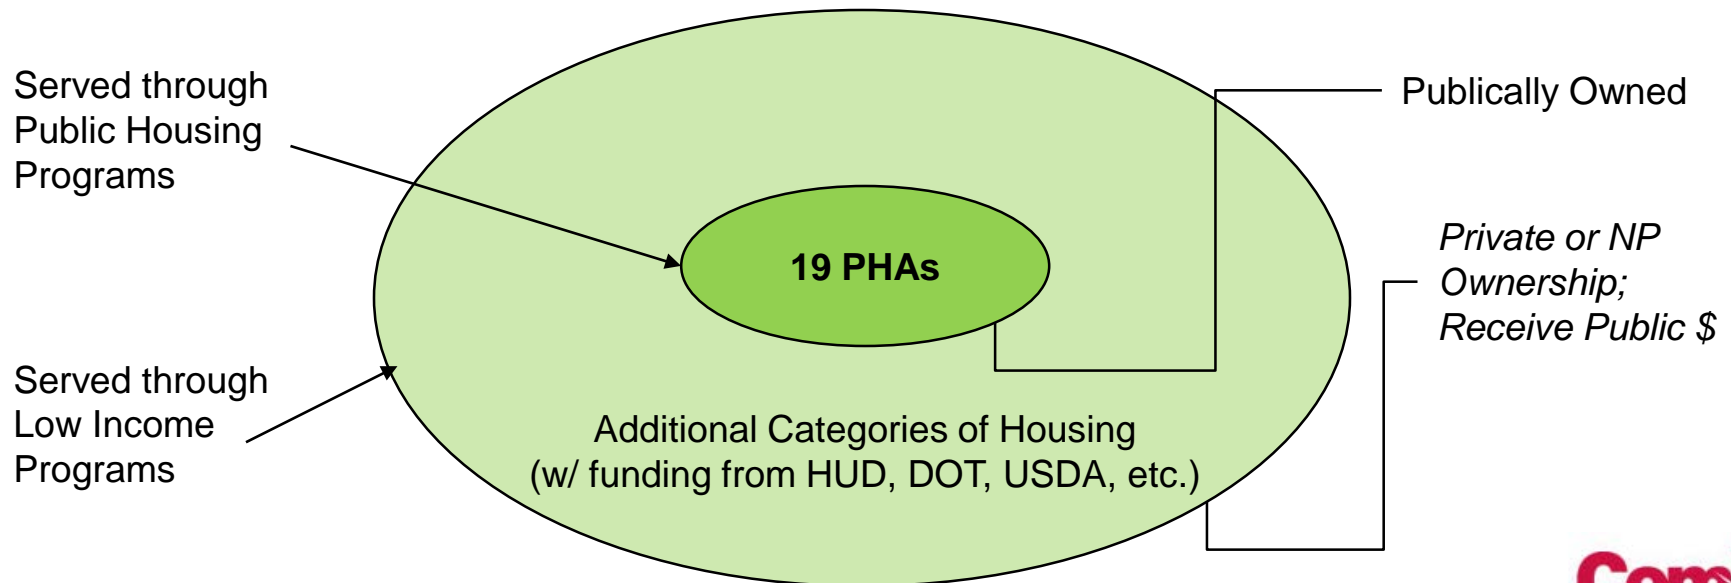 Served through
Public Housing
Programs
Publically Owned
19 PHAs
Private or NP
Ownership;
Receive Public $
Served through
Low Income
Programs
Additional Categories of Housing
(w/ funding from HUD, DOT, USDA, etc.)